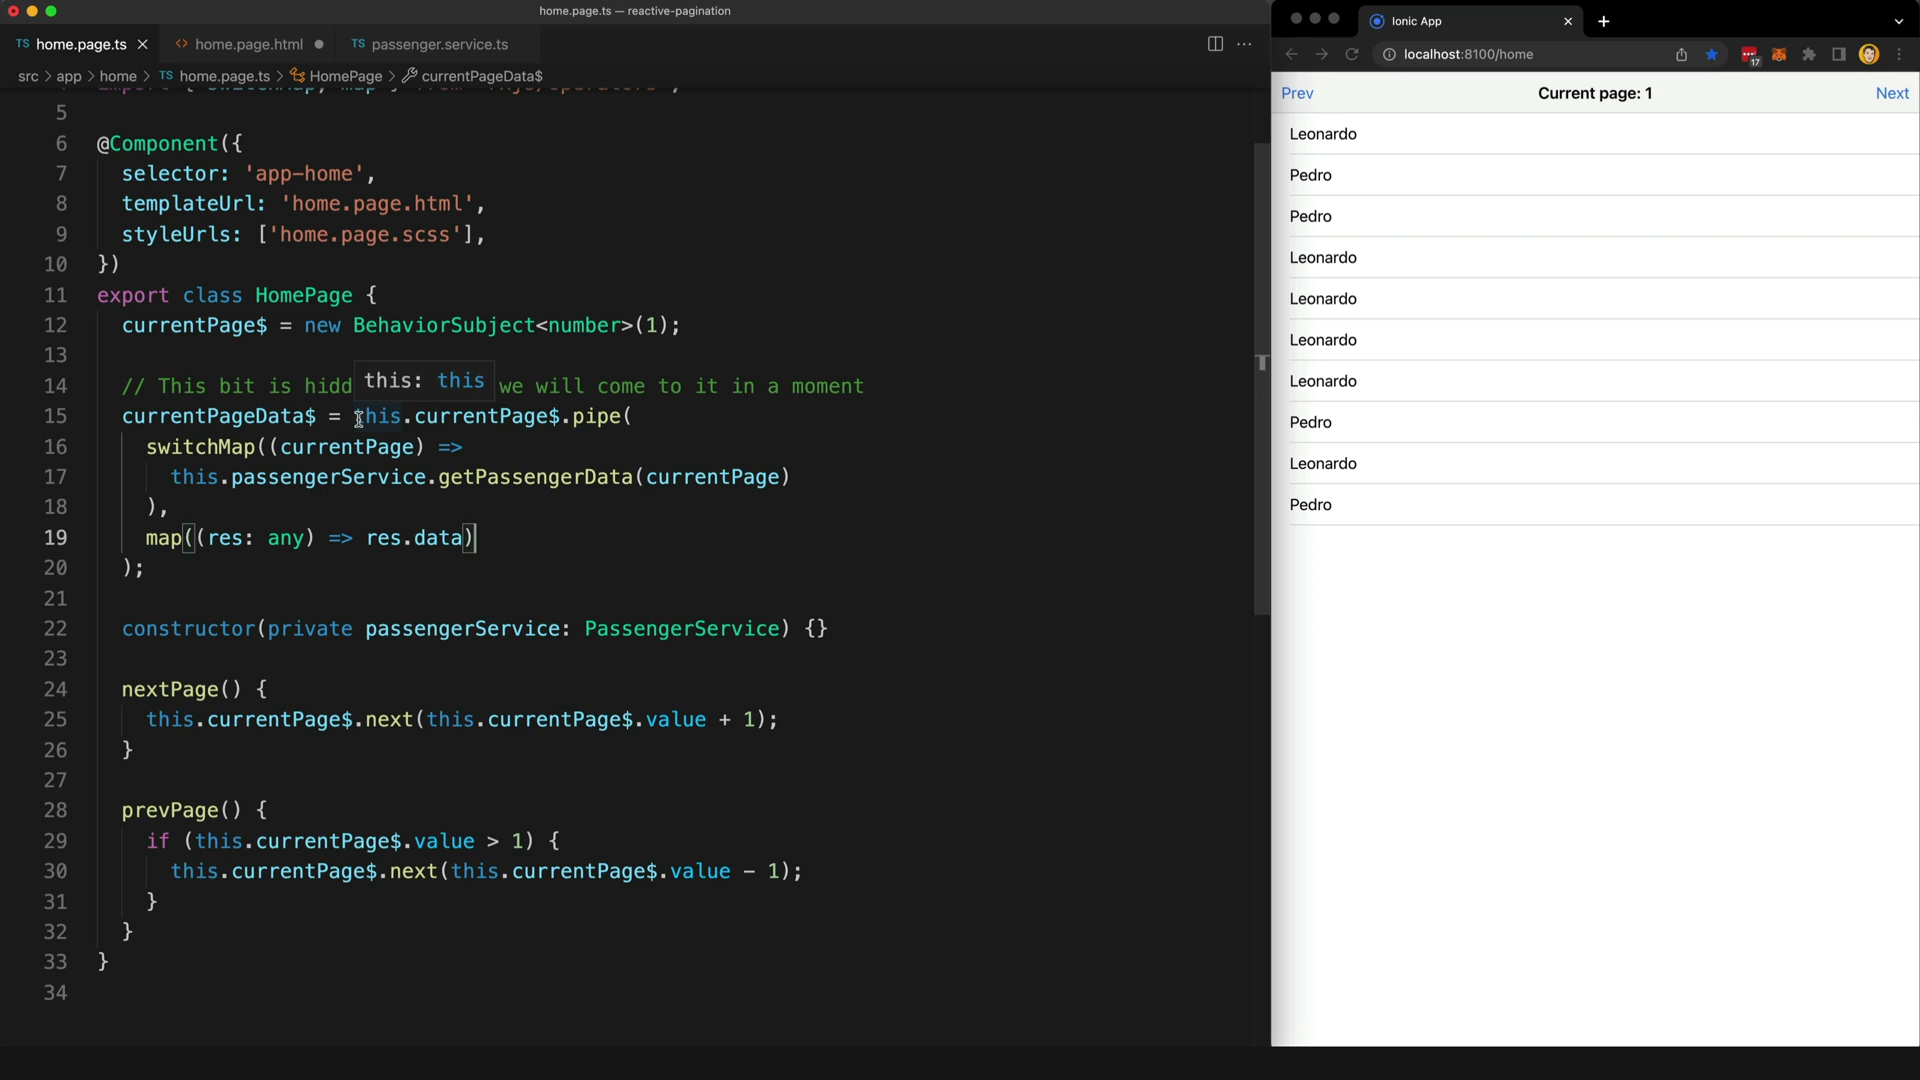 home.page.ts — reactive-pagination
TS home.page.ts
<> home.page.html
TS passenger.service.ts
src > app > home > TS home.page.ts > HomePage > currentPageData$
5
6 @Component({
7 selector: 'app-home',
8 templateUrl: 'home.page.html',
9 styleUrls: ['home.page.scss'],
10 })
11 export class HomePage {
12 currentPage$ = new BehaviorSubject<number>(1);
13
this: this
14 // This bit is hidd we will come to it in a moment
15 currentPageData$ = this.currentPage$.pipe(
16 switchMap((currentPage) =>
17 this.passengerService.getPassengerData(currentPage)
18 ),
19 map((res: any) => res.data)
20 );
21
22 constructor(private passengerService: PassengerService) {}
23
24 nextPage() {
25 this.currentPage$.next(this.currentPage$.value + 1);
26 }
27
28 prevPage() {
29 if (this.currentPage$.value > 1) {
30 this.currentPage$.next(this.currentPage$.value - 1);
31 }
32 }
33 }
34
Ionic App
localhost:8100/home
17
Prev
Current page: 1
Next
Leonardo
Pedro
Pedro
Leonardo
Leonardo
Leonardo
Leonardo
Pedro
Leonardo
Pedro